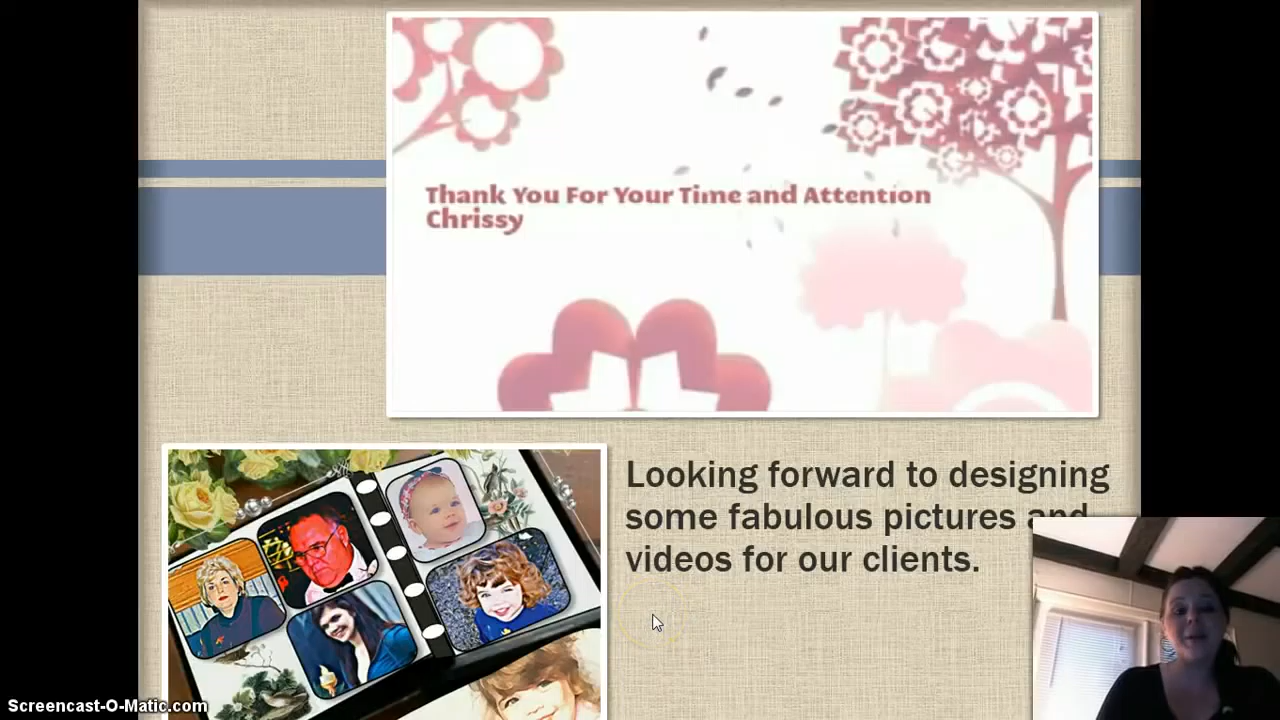 Thank You For Your Time and Attention
Chrissy
Looking forward to designing
some fabulous pictures and
videos for our clients.
Screencast-O-Matic.com